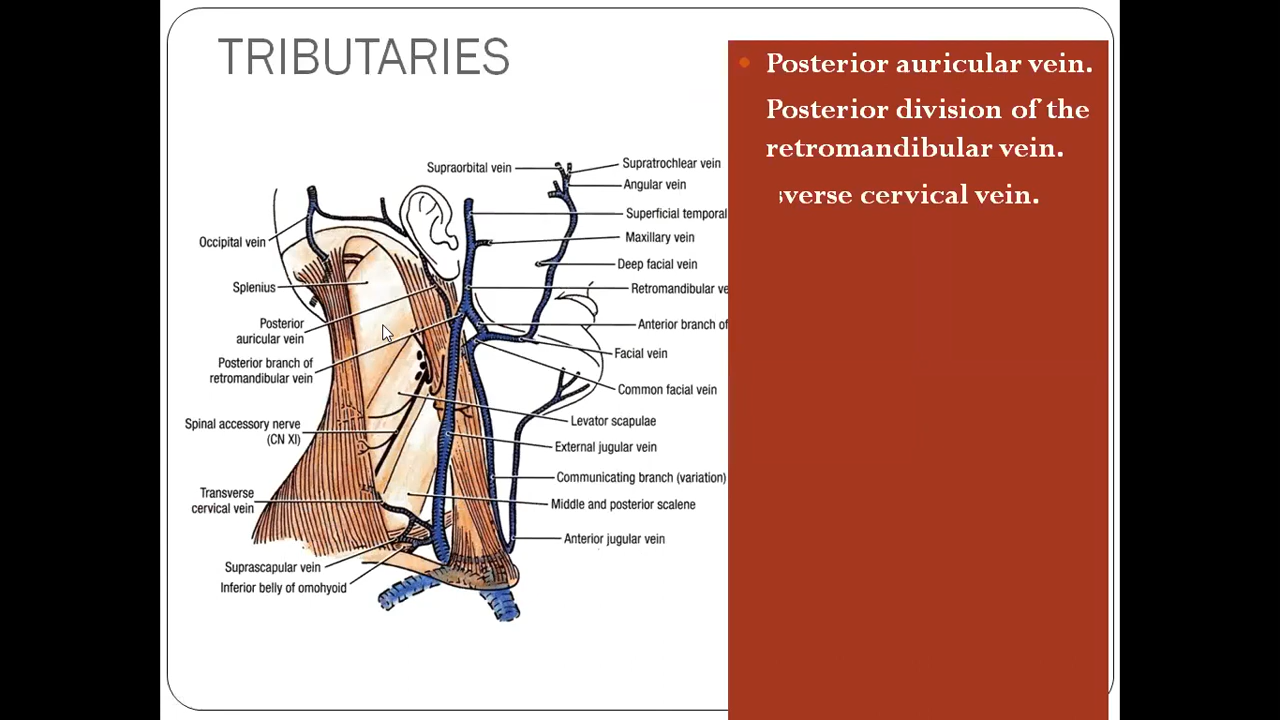 TRIBUTARIES
Posterior auricular vein.
Posterior division of the
retromandibular vein.
sverse cervical vein.
Supraorbital vein
Supratrochlear vein
Angular vein
Superficial temporal
Maxillary vein
Deep facial vein
Retromandibular ve
Anterior branch of
Facial vein
Common facial vein
Levator scapulae
External jugular vein
Communicating branch (variation)
Middle and posterior scalene
Anterior jugular vein
Occipital vein
Splenius
Posterior
auricular vein
Posterior branch of
retromandibular vein
Spinal accessory nerve
(CN XI)
Transverse
cervical vein
Suprascapular vein
Inferior belly of omohyoid